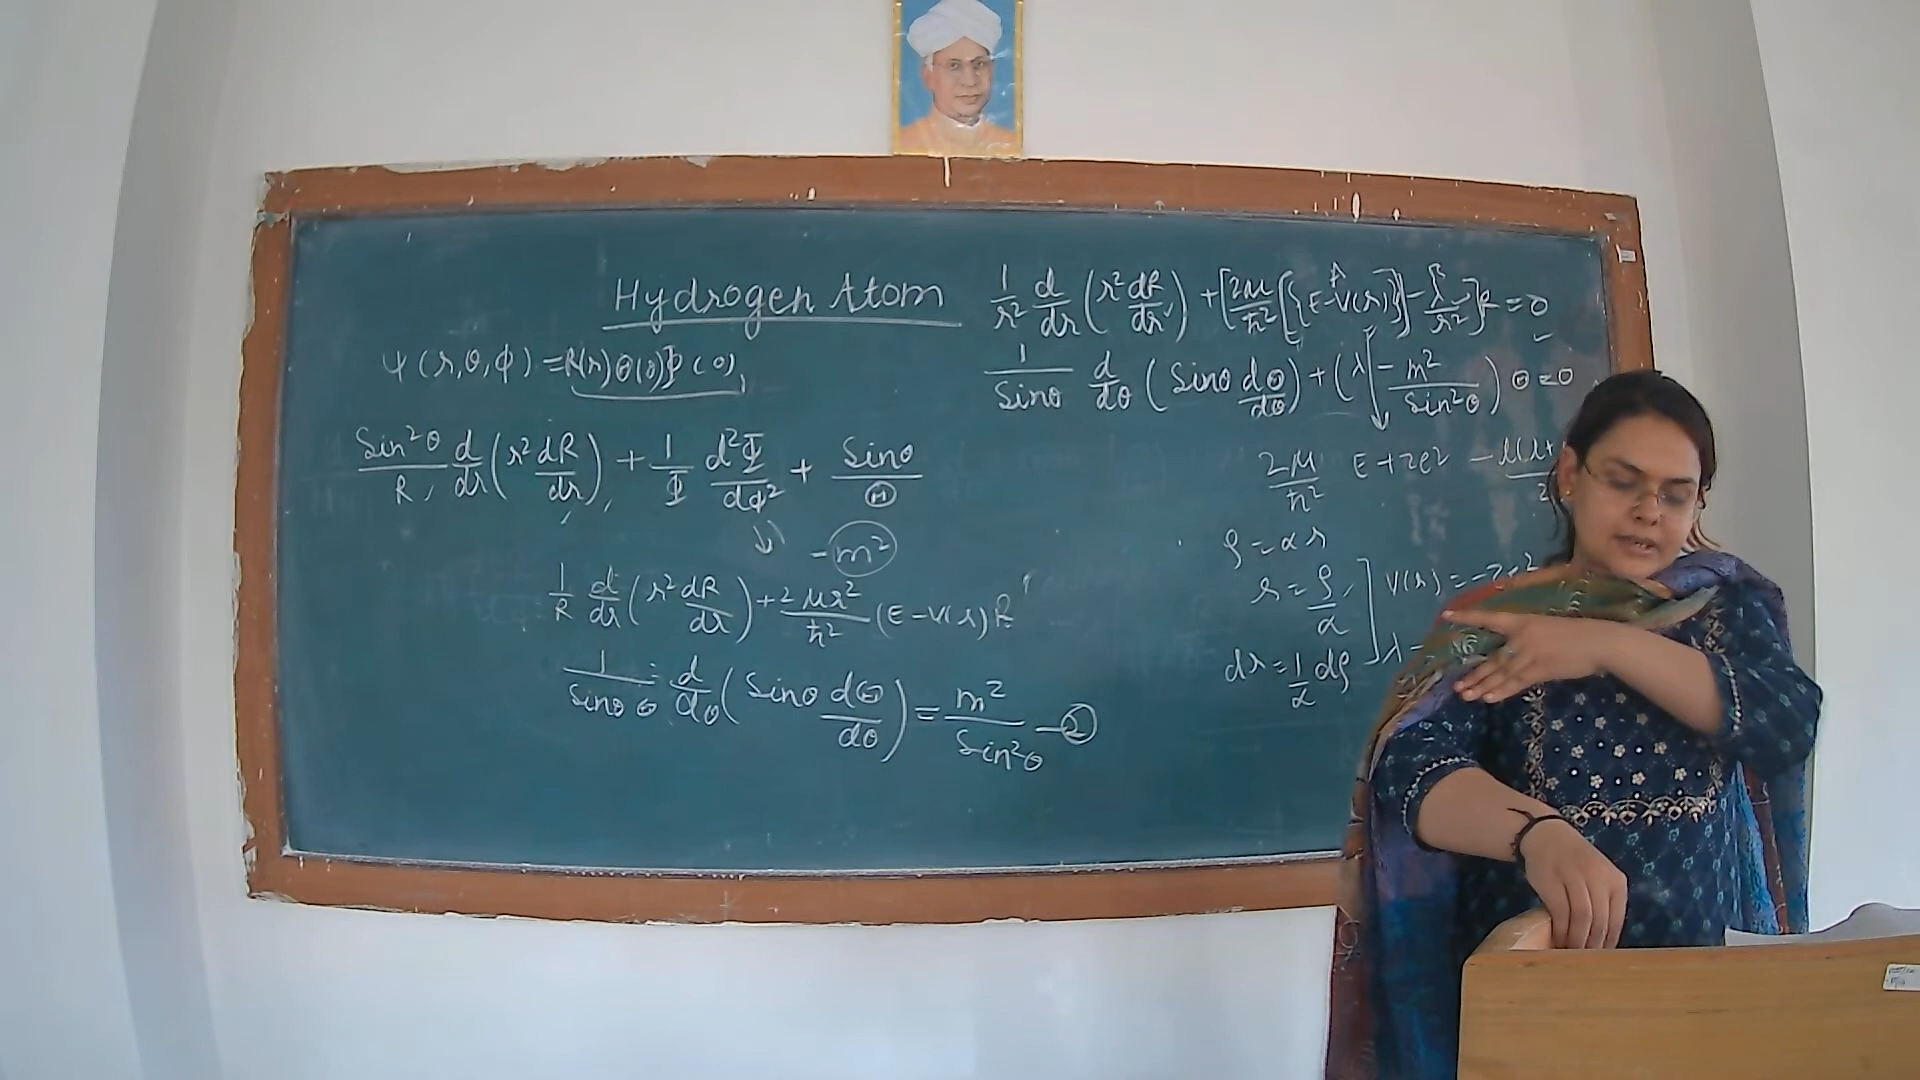 Hydrogen Atom
ψ(r,θ,φ) = R(r)Θ(θ)Φ(θ)
Sin²θ/R d/dr (r² dR/dr) + 1/Φ d²Φ/dφ² + Sinθ/Θ
↓ -m²
1/R d/dr (r² dR/dr) + 2μr²/ħ² (E-V(r)) R
1/(Sinθ Θ) d/dθ (Sinθ dΘ/dθ) = m²/Sin²θ —②
1/r² d/dr (r² dR/dr) + [2μ/ħ² [{E-V(r)}] - λ/r²] R = 0
1/Sinθ d/dθ (Sinθ dΘ/dθ) + (λ - m²/Sin²θ) Θ = 0
2μ/ħ² E + ze²
ρ = αr
r = ρ/α ] V(r) =
dr = 1/α dρ λ =